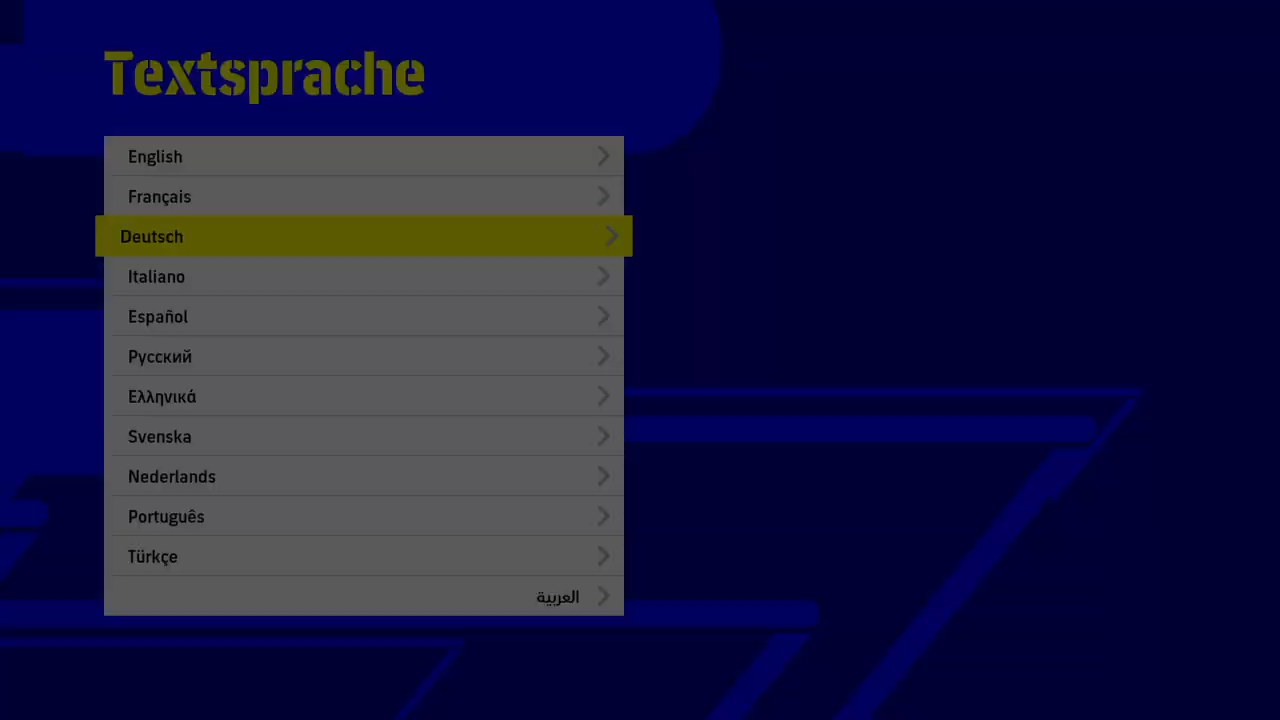 Textsprache
English
Français
Deutsch
Italiano
Español
Русский
Ελληνικά
Svenska
Nederlands
Português
Türkçe
العربية